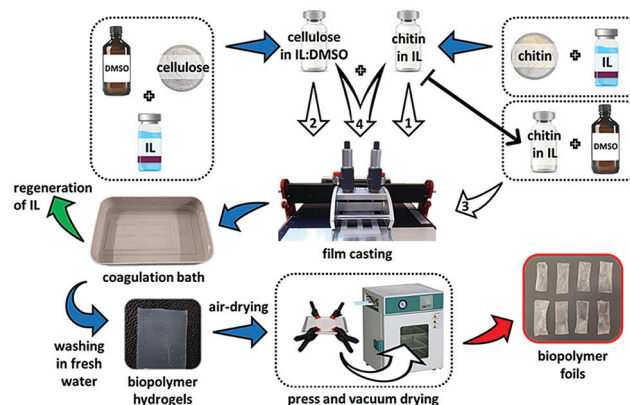 DMSO
cellulose
+
IL
cellulose
in IL:DMSO
+
chitin
in IL
chitin
+
IL
chitin
in IL
+
DMSO
2
4
1
3
regeneration
of IL
coagulation bath
film casting
washing
in fresh
water
biopolymer
hydrogels
air-drying
press and vacuum drying
biopolymer
foils